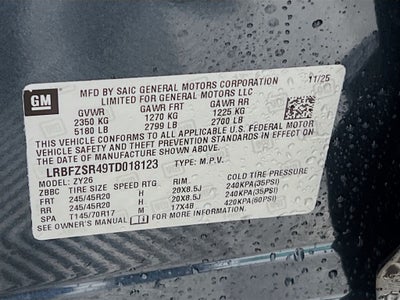 GM
MFD BY SAIC GENERAL MOTORS CORPORATION 11/25
LIMITED FOR GENERAL MOTORS LLC
GVWR GAWR FRT GAWR RR
2350 KG 1270 KG 1225 KG
5180 LB 2799 LB 2700 LB
THIS VEHICLE CONFORMS TO ALL APPLICABLE U.S. FEDERAL MOTOR
VEHICLE SAFETY AND THEFT PREVENTION STANDARDS IN EFFECT ON
THE DATE OF MANUFACTURE SHOWN ABOVE.
LRBFZSR49TD018123 TYPE: M.P.V.
MODEL: ZY26
ZBBC TIRE SIZE SPEED RTG RIM COLD TIRE PRESSURE
FRT 245/45R20 H 20X8.5J 240KPA(35PSI)
RR 245/45R20 H 20X8.5J 240KPA(35PSI)
SPA T145/70R17 M 17X4B 420KPA(60PSI)
SEE OWNER'S MANUAL FOR MORE INFORMATION.